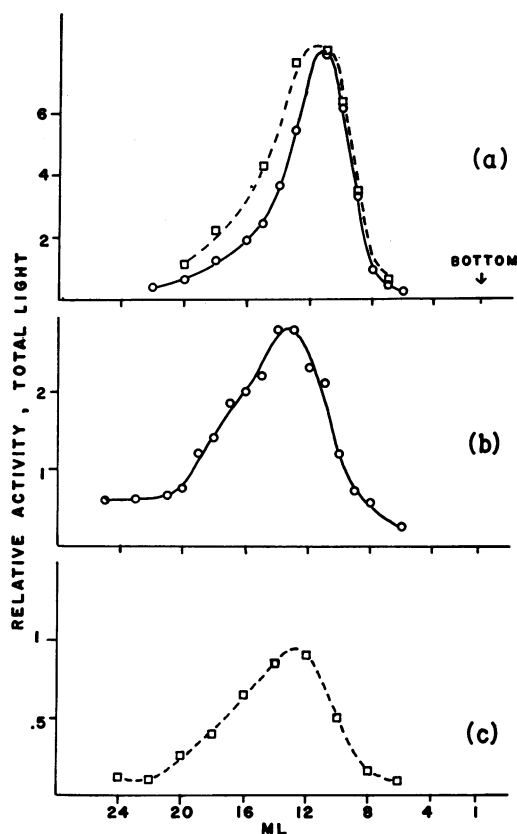 RELATIVE ACTIVITY, TOTAL LIGHT
6
4
2
(a)
BOTTOM
2
1
(b)
1
.5
(c)
24 20 16 12 8 4 1
ML